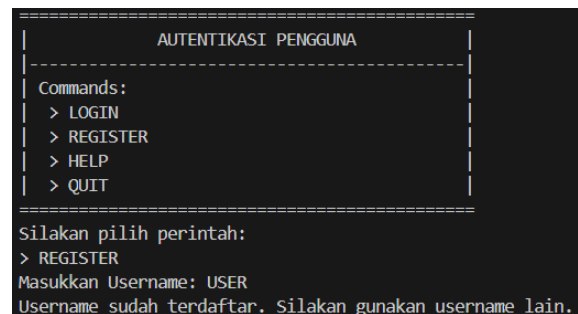 ==============================================
| AUTENTIKASI PENGGUNA |
|--------------------------------------------|
| Commands: |
| > LOGIN |
| > REGISTER |
| > HELP |
| > QUIT |
==============================================
Silakan pilih perintah:
> REGISTER
Masukkan Username: USER
Username sudah terdaftar. Silakan gunakan username lain.